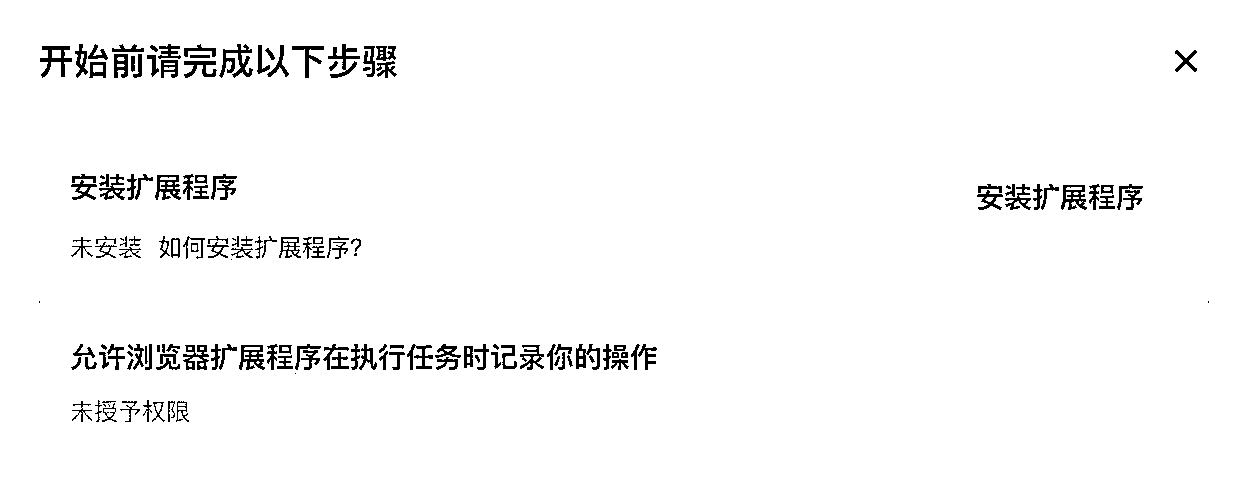 开始前请完成以下步骤
安装扩展程序
安装扩展程序
未安装 如何安装扩展程序?
允许浏览器扩展程序在执行任务时记录你的操作
未授予权限